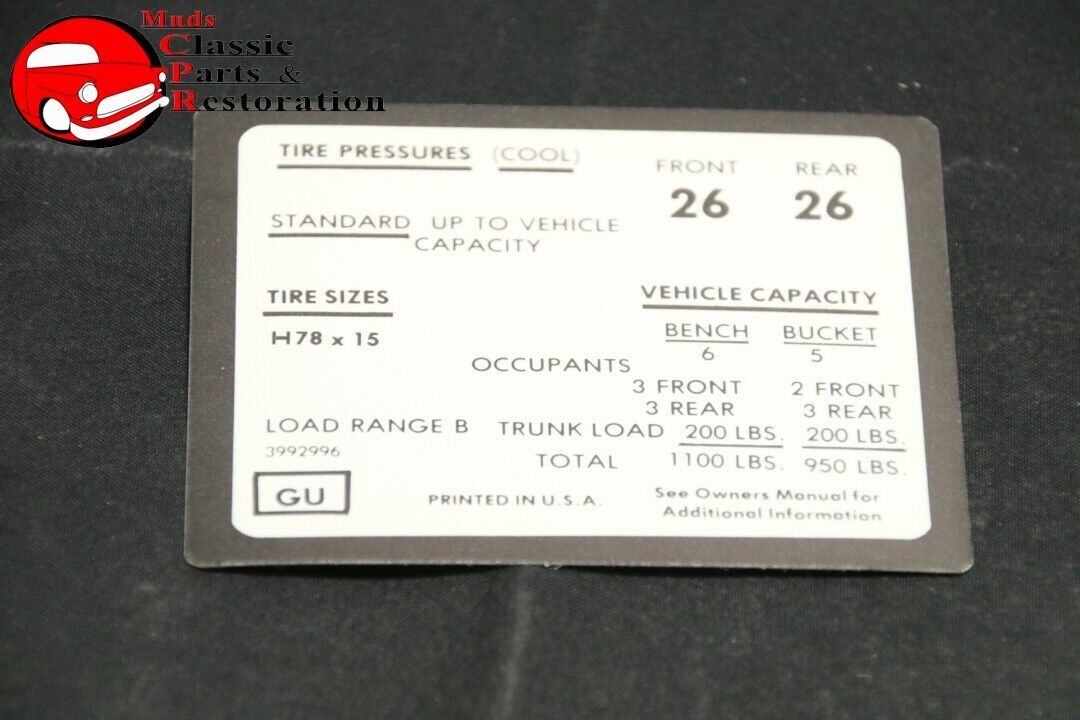 Muds
Classic
Parts &
Restoration
TIRE PRESSURES (COOL) FRONT REAR
26 26
STANDARD UP TO VEHICLE
CAPACITY
TIRE SIZES VEHICLE CAPACITY
H78 x 15 BENCH BUCKET
OCCUPANTS 6 5
3 FRONT 2 FRONT
3 REAR 3 REAR
LOAD RANGE B TRUNK LOAD 200 LBS. 200 LBS.
3992996 TOTAL 1100 LBS. 950 LBS.
GU PRINTED IN U.S.A. See Owners Manual for
Additional Information